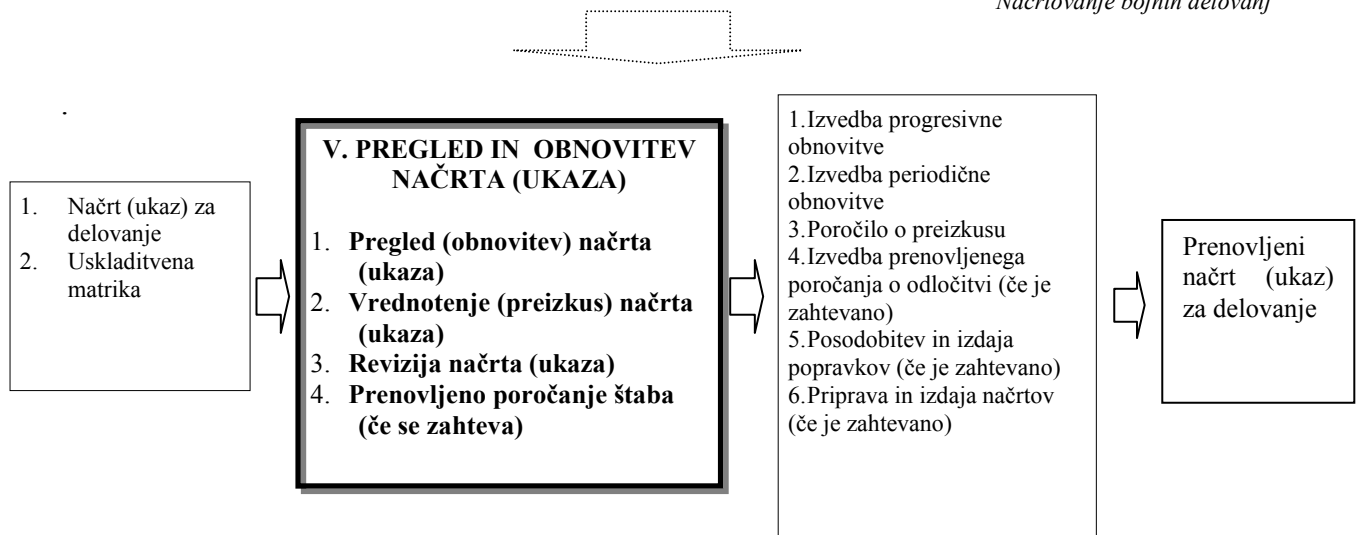 Načrtovanje bojnih delovanj
1. Načrt (ukaz) za
delovanje
2. Uskladitvena
matrika
V. PREGLED IN OBNOVITEV
NAČRTA (UKAZA)
1. Pregled (obnovitev) načrta
(ukaza)
2. Vrednotenje (preizkus) načrta
(ukaza)
3. Revizija načrta (ukaza)
4. Prenovljeno poročanje štaba
(če se zahteva)
1.Izvedba progresivne
obnovitve
2.Izvedba periodične
obnovitve
3.Poročilo o preizkusu
4.Izvedba prenovljenega
poročanja o odločitvi (če je
zahtevano)
5.Posodobitev in izdaja
popravkov (če je zahtevano)
6.Priprava in izdaja načrtov
(če je zahtevano)
Prenovljeni
načrt (ukaz)
za delovanje